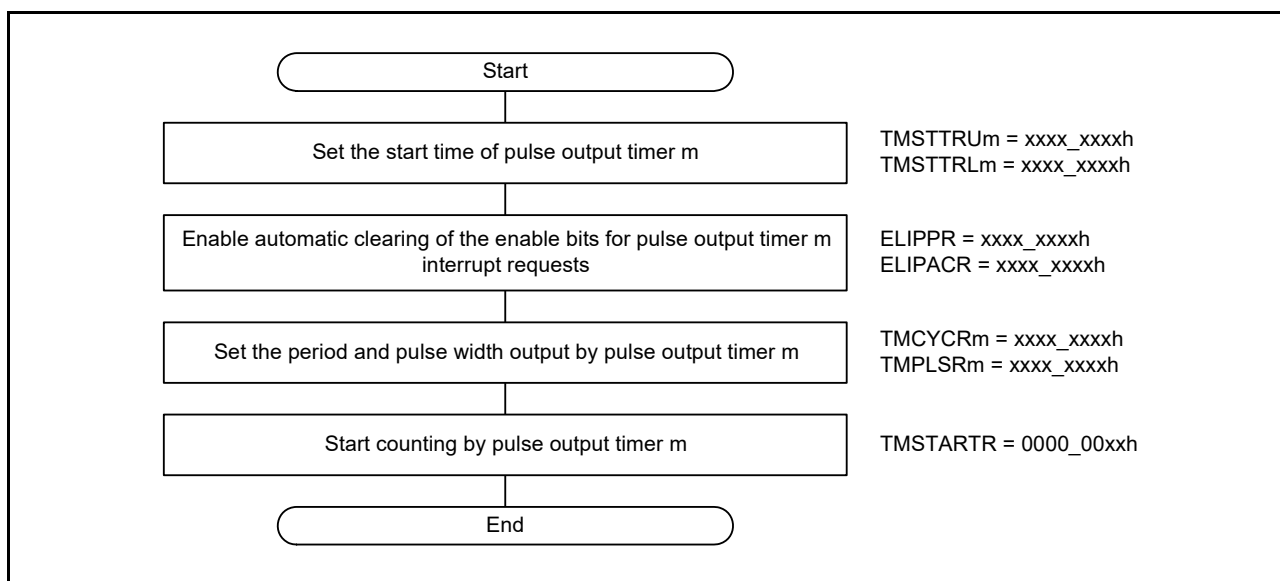 Start
Set the start time of pulse output timer m
TMSTTRUm = xxxx_xxxxh
TMSTTRLm = xxxx_xxxxh
Enable automatic clearing of the enable bits for pulse output timer m
interrupt requests
ELIPPR = xxxx_xxxxh
ELIPACR = xxxx_xxxxh
Set the period and pulse width output by pulse output timer m
TMCYCRm = xxxx_xxxxh
TMPLSRm = xxxx_xxxxh
Start counting by pulse output timer m
TMSTARTR = 0000_00xxh
End